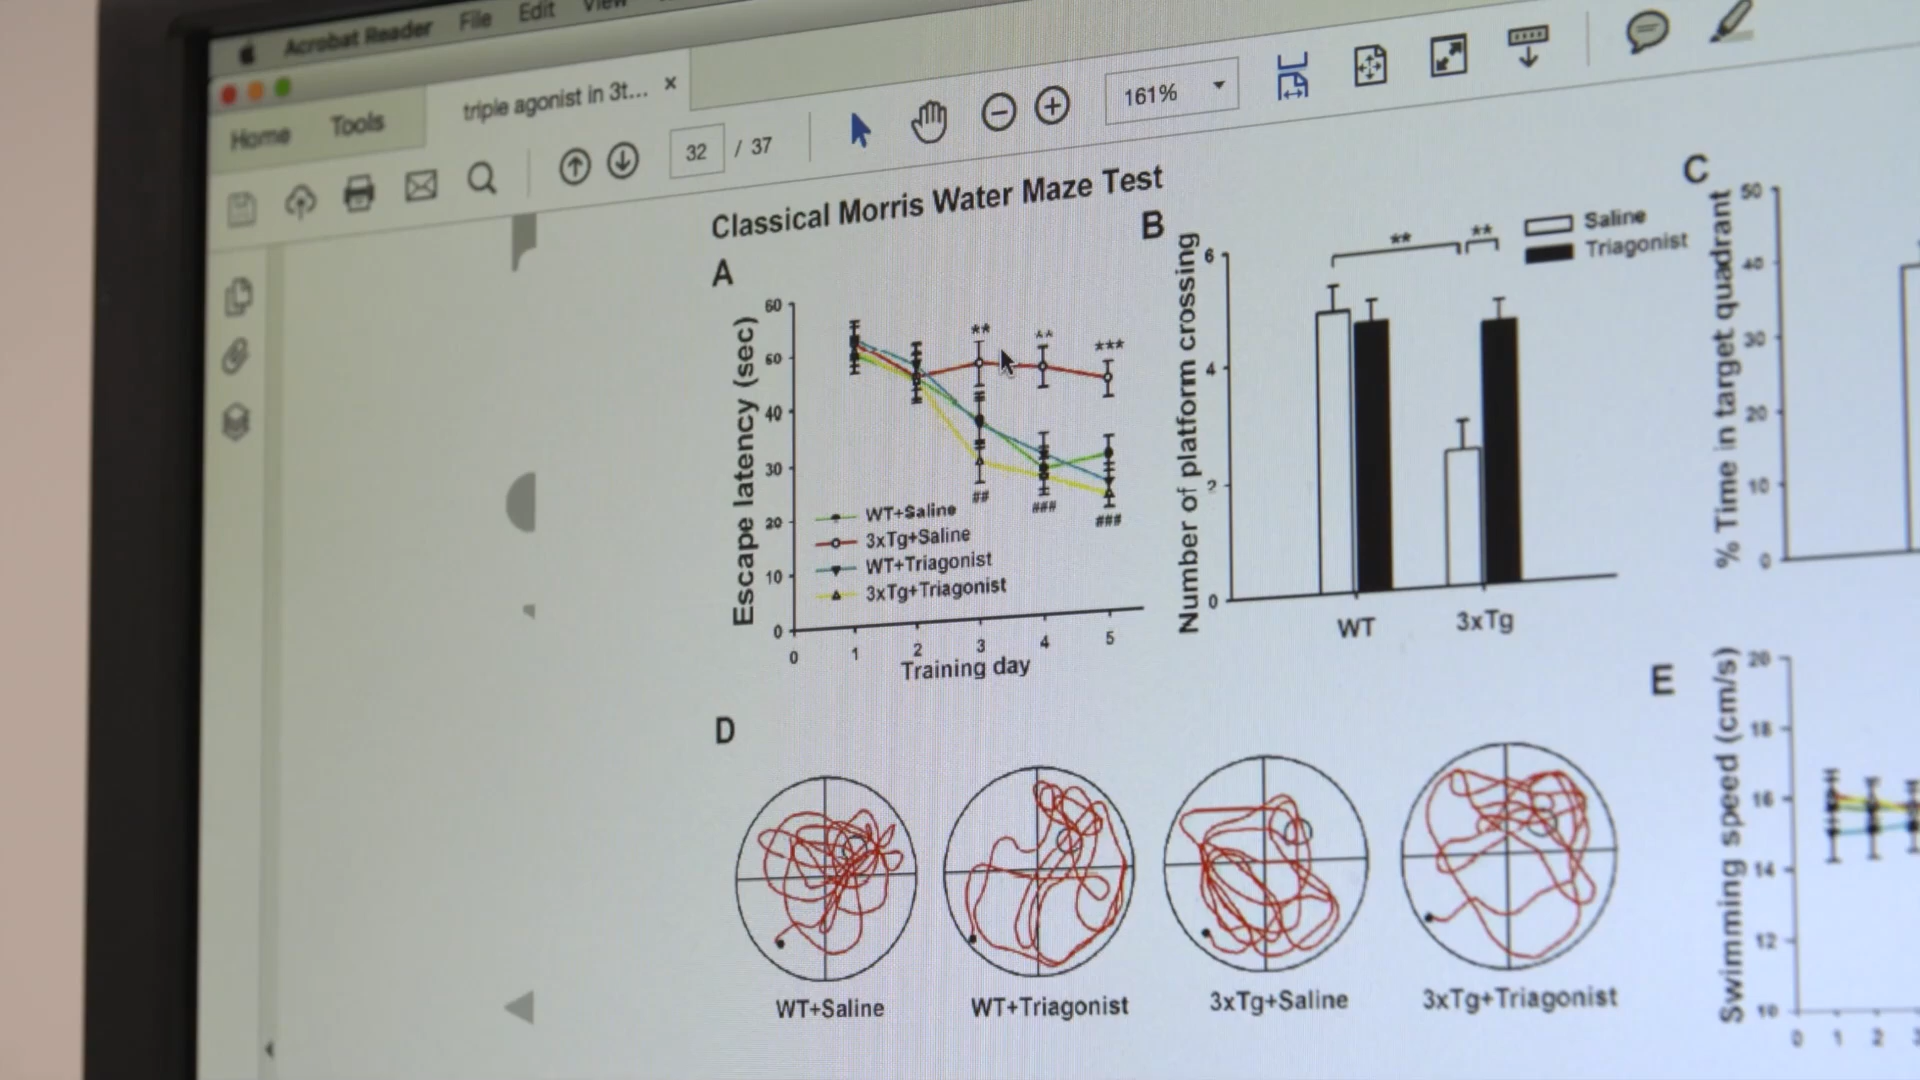 Acrobat Reader File Edit View
triple agonist in 3t... ×
Home Tools
32 / 37
161%
Classical Morris Water Maze Test
A
Escape latency (sec)
60
60
40
30
20
10
0
** ** ***
## ### ###
WT+Saline
3xTg+Saline
WT+Triagonist
3xTg+Triagonist
0 1 2 3 4 5
Training day
B
Number of platform crossing
6
4
2
0
** **
Saline
Triagonist
WT 3xTg
C
% Time in target quadrant
50
40
30
20
10
0
D
WT+Saline WT+Triagonist 3xTg+Saline 3xTg+Triagonist
E
Swimming speed (cm/s)
20
18
16
14
12
10
0 1 2 3